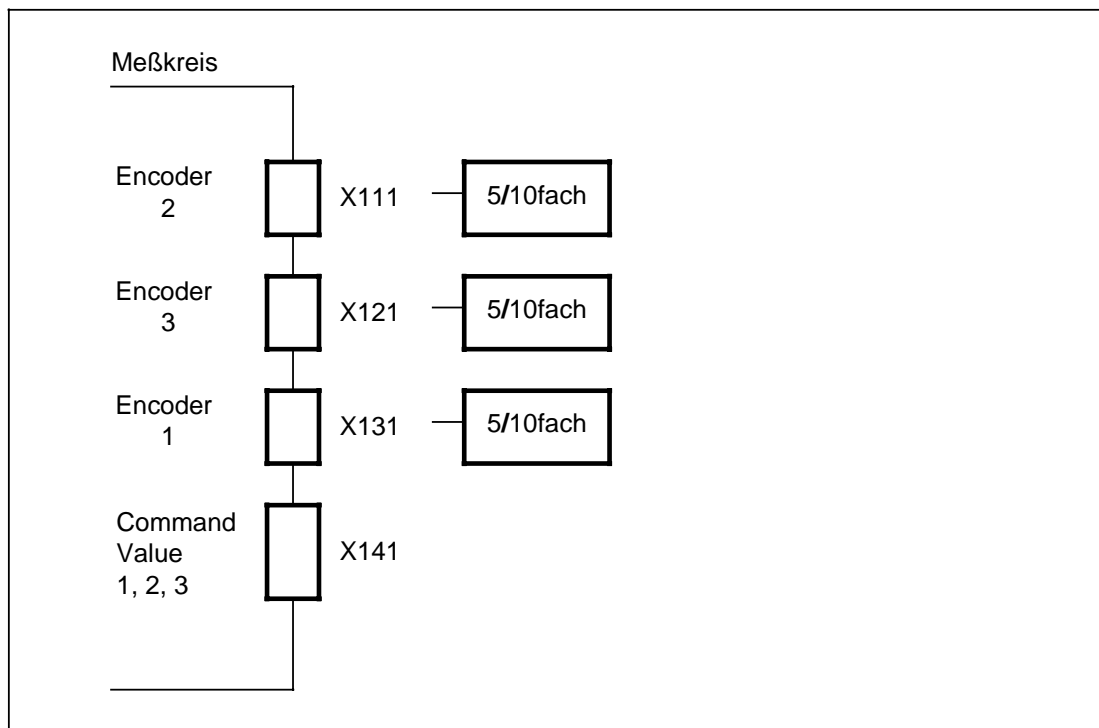 Meßkreis
Encoder
2
X111
5/10fach
Encoder
3
X121
5/10fach
Encoder
1
X131
5/10fach
Command
Value
1, 2, 3
X141